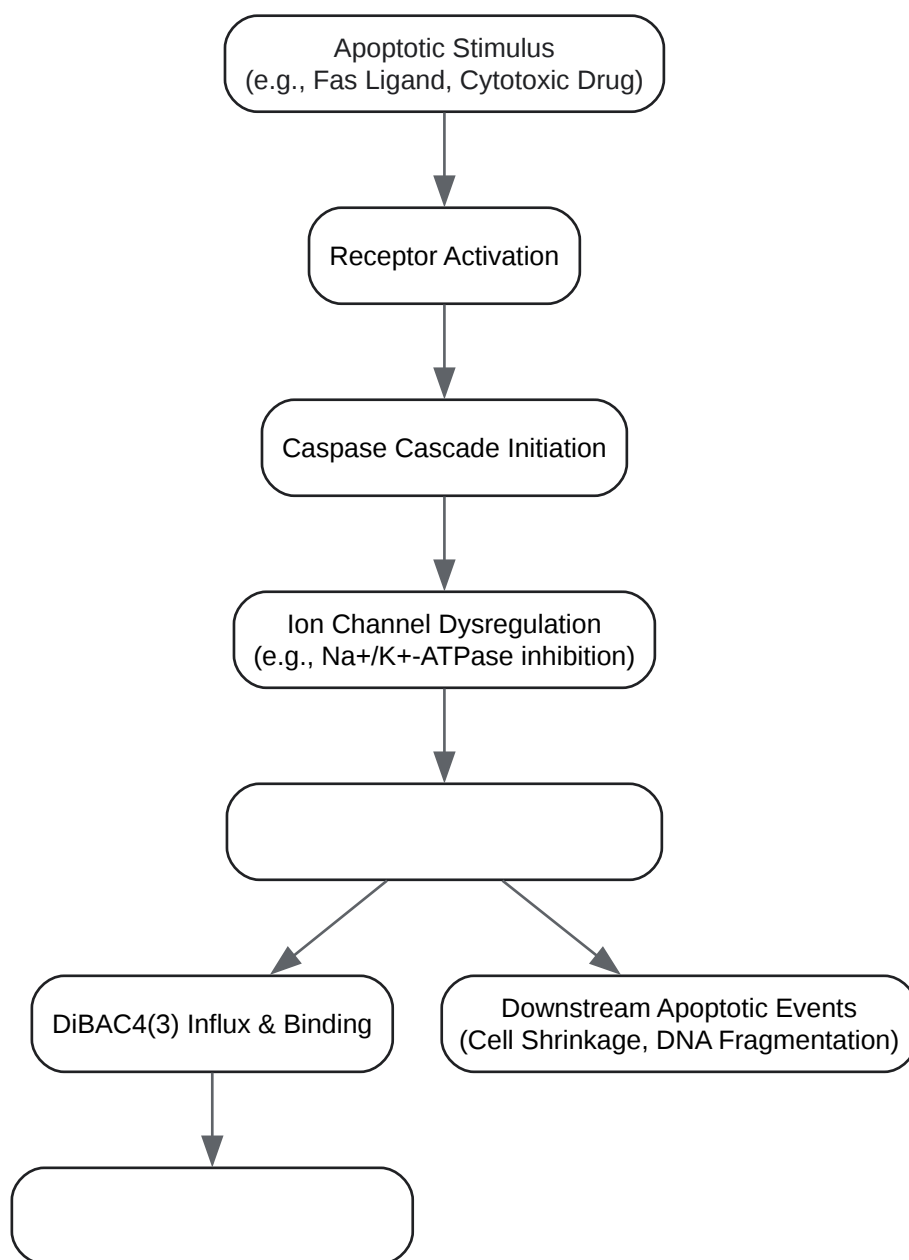 Apoptotic Stimulus
(e.g., Fas Ligand, Cytotoxic Drug)
Receptor Activation
Caspase Cascade Initiation
Ion Channel Dysregulation
(e.g., Na+/K+-ATPase inhibition)
DiBAC4(3) Influx & Binding
Downstream Apoptotic Events
(Cell Shrinkage, DNA Fragmentation)